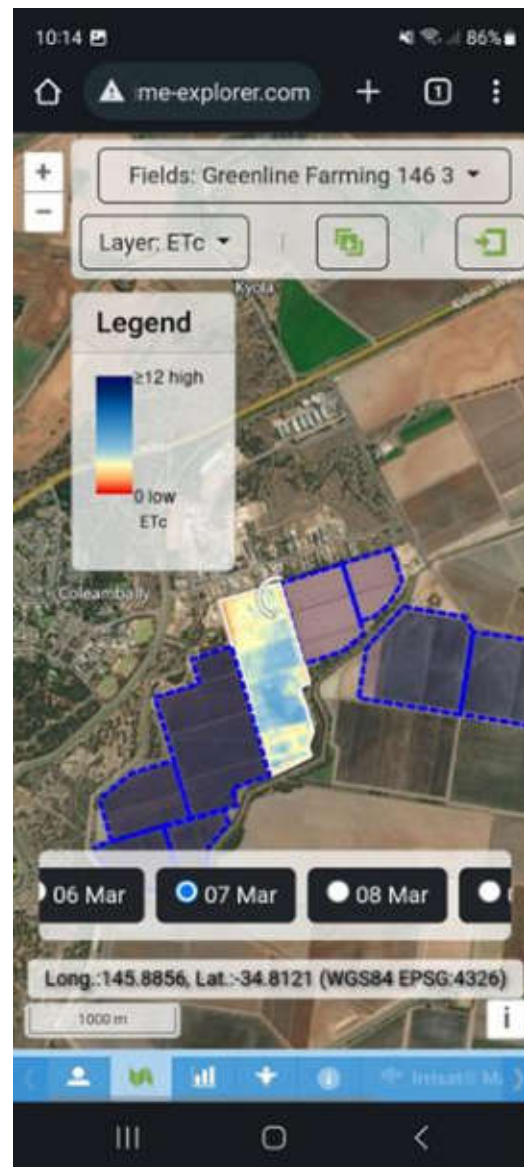 10:14
86%
me-explorer.com
1
Fields: Greenline Farming 146 3
Layer: ETc
Kyola
Legend
≥12 high
0 low
ETc
Coleambally
06 Mar
07 Mar
08 Mar
Long.:145.8856, Lat.:-34.8121 (WGS84 EPSG:4326)
1000 m
i